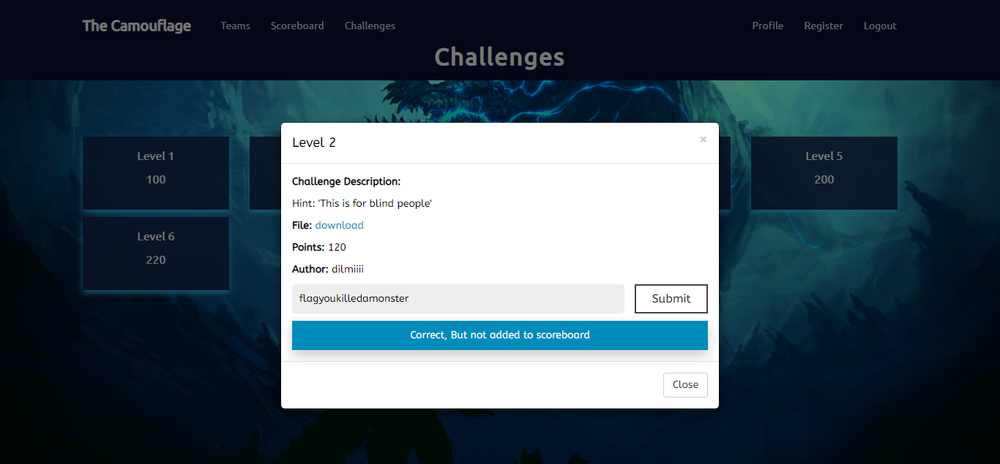 The Camouflage Teams Scoreboard Challenges Profile Register Logout
Challenges
Level 1
100
Level 5
200
Level 6
220
Level 2 ×
Challenge Description:
Hint: 'This is for blind people'
File: download
Points: 120
Author: dilmiiii
flagyoukilledamonster Submit
Correct, But not added to scoreboard
Close